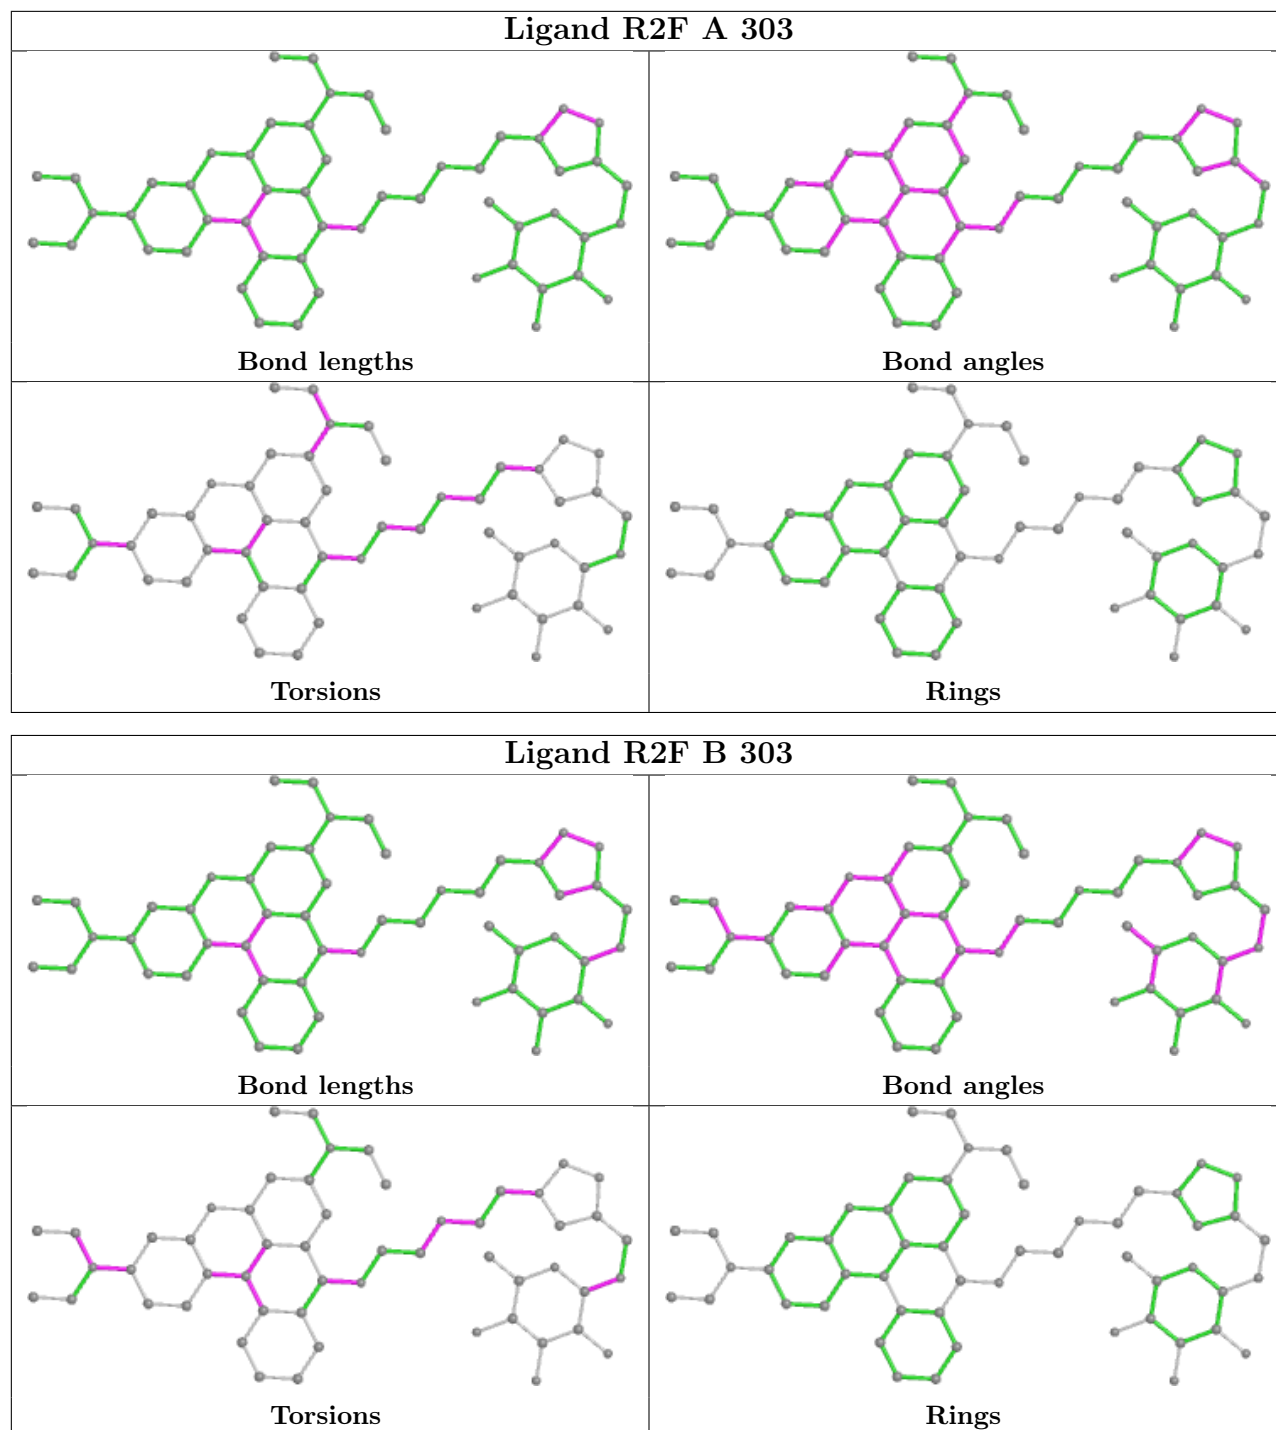 Ligand R2F A 303
Bond lengths
Bond angles
Torsions
Rings
Ligand R2F B 303
Bond lengths
Bond angles
Torsions
Rings